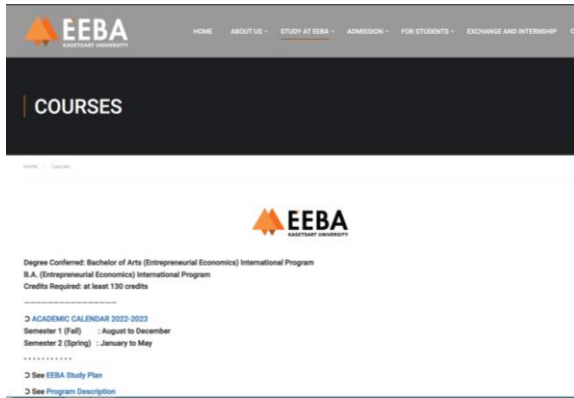 EEBA
KASETSART UNIVERSITY
HOME ABOUT US STUDY AT EEBA ADMISSION FOR STUDENTS EXCHANGE AND INTERNSHIP
COURSES
Home Courses
EEBA
KASETSART UNIVERSITY
Degree Conferred: Bachelor of Arts (Entrepreneurial Economics) International Program
B.A. (Entrepreneurial Economics) International Program
Credits Required: at least 130 credits
————————————————
ACADEMIC CALENDAR 2022-2023
Semester 1 (Fall) : August to December
Semester 2 (Spring) : January to May
• • • • • • • • • • •
See EEBA Study Plan
See Program Description